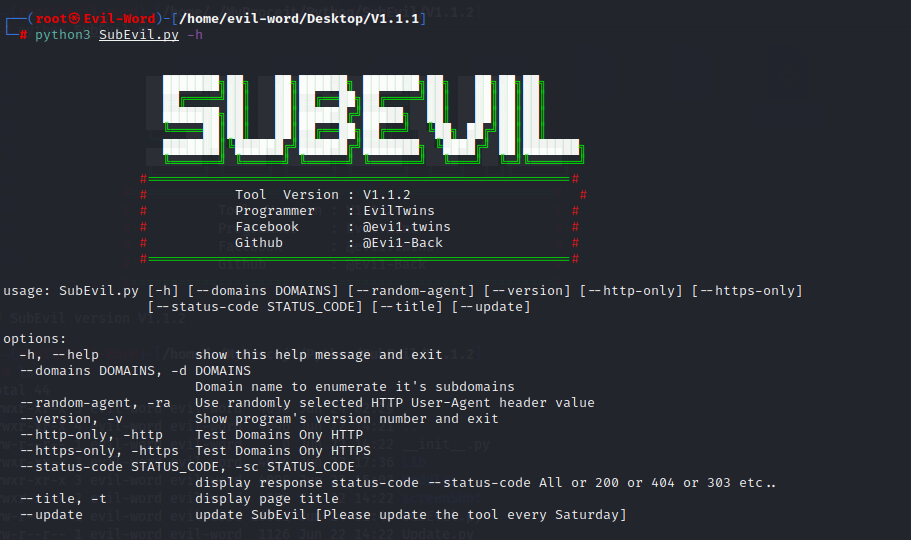 (root㉿Evil-Word)-[/home/evil-word/Desktop/V1.1.1]
# python3 SubEvil.py -h
SUBEVIL
#═══════════════════════════════════════#
# Tool  Version : V1.1.2 #
# Programmer : EvilTwins #
# Facebook : @evi1.twins #
# Github : @Evi1-Back #
#═══════════════════════════════════════#
usage: SubEvil.py [-h] [--domains DOMAINS] [--random-agent] [--version] [--http-only] [--https-only]
[--status-code STATUS_CODE] [--title] [--update]
options:
-h, --help show this help message and exit
--domains DOMAINS, -d DOMAINS
Domain name to enumerate it's subdomains
--random-agent, -ra Use randomly selected HTTP User-Agent header value
--version, -v Show program's version number and exit
--http-only, -http Test Domains Ony HTTP
--https-only, -https Test Domains Ony HTTPS
--status-code STATUS_CODE, -sc STATUS_CODE
display response status-code --status-code All or 200 or 404 or 303 etc..
--title, -t display page title
--update update SubEvil [Please update the tool every Saturday]